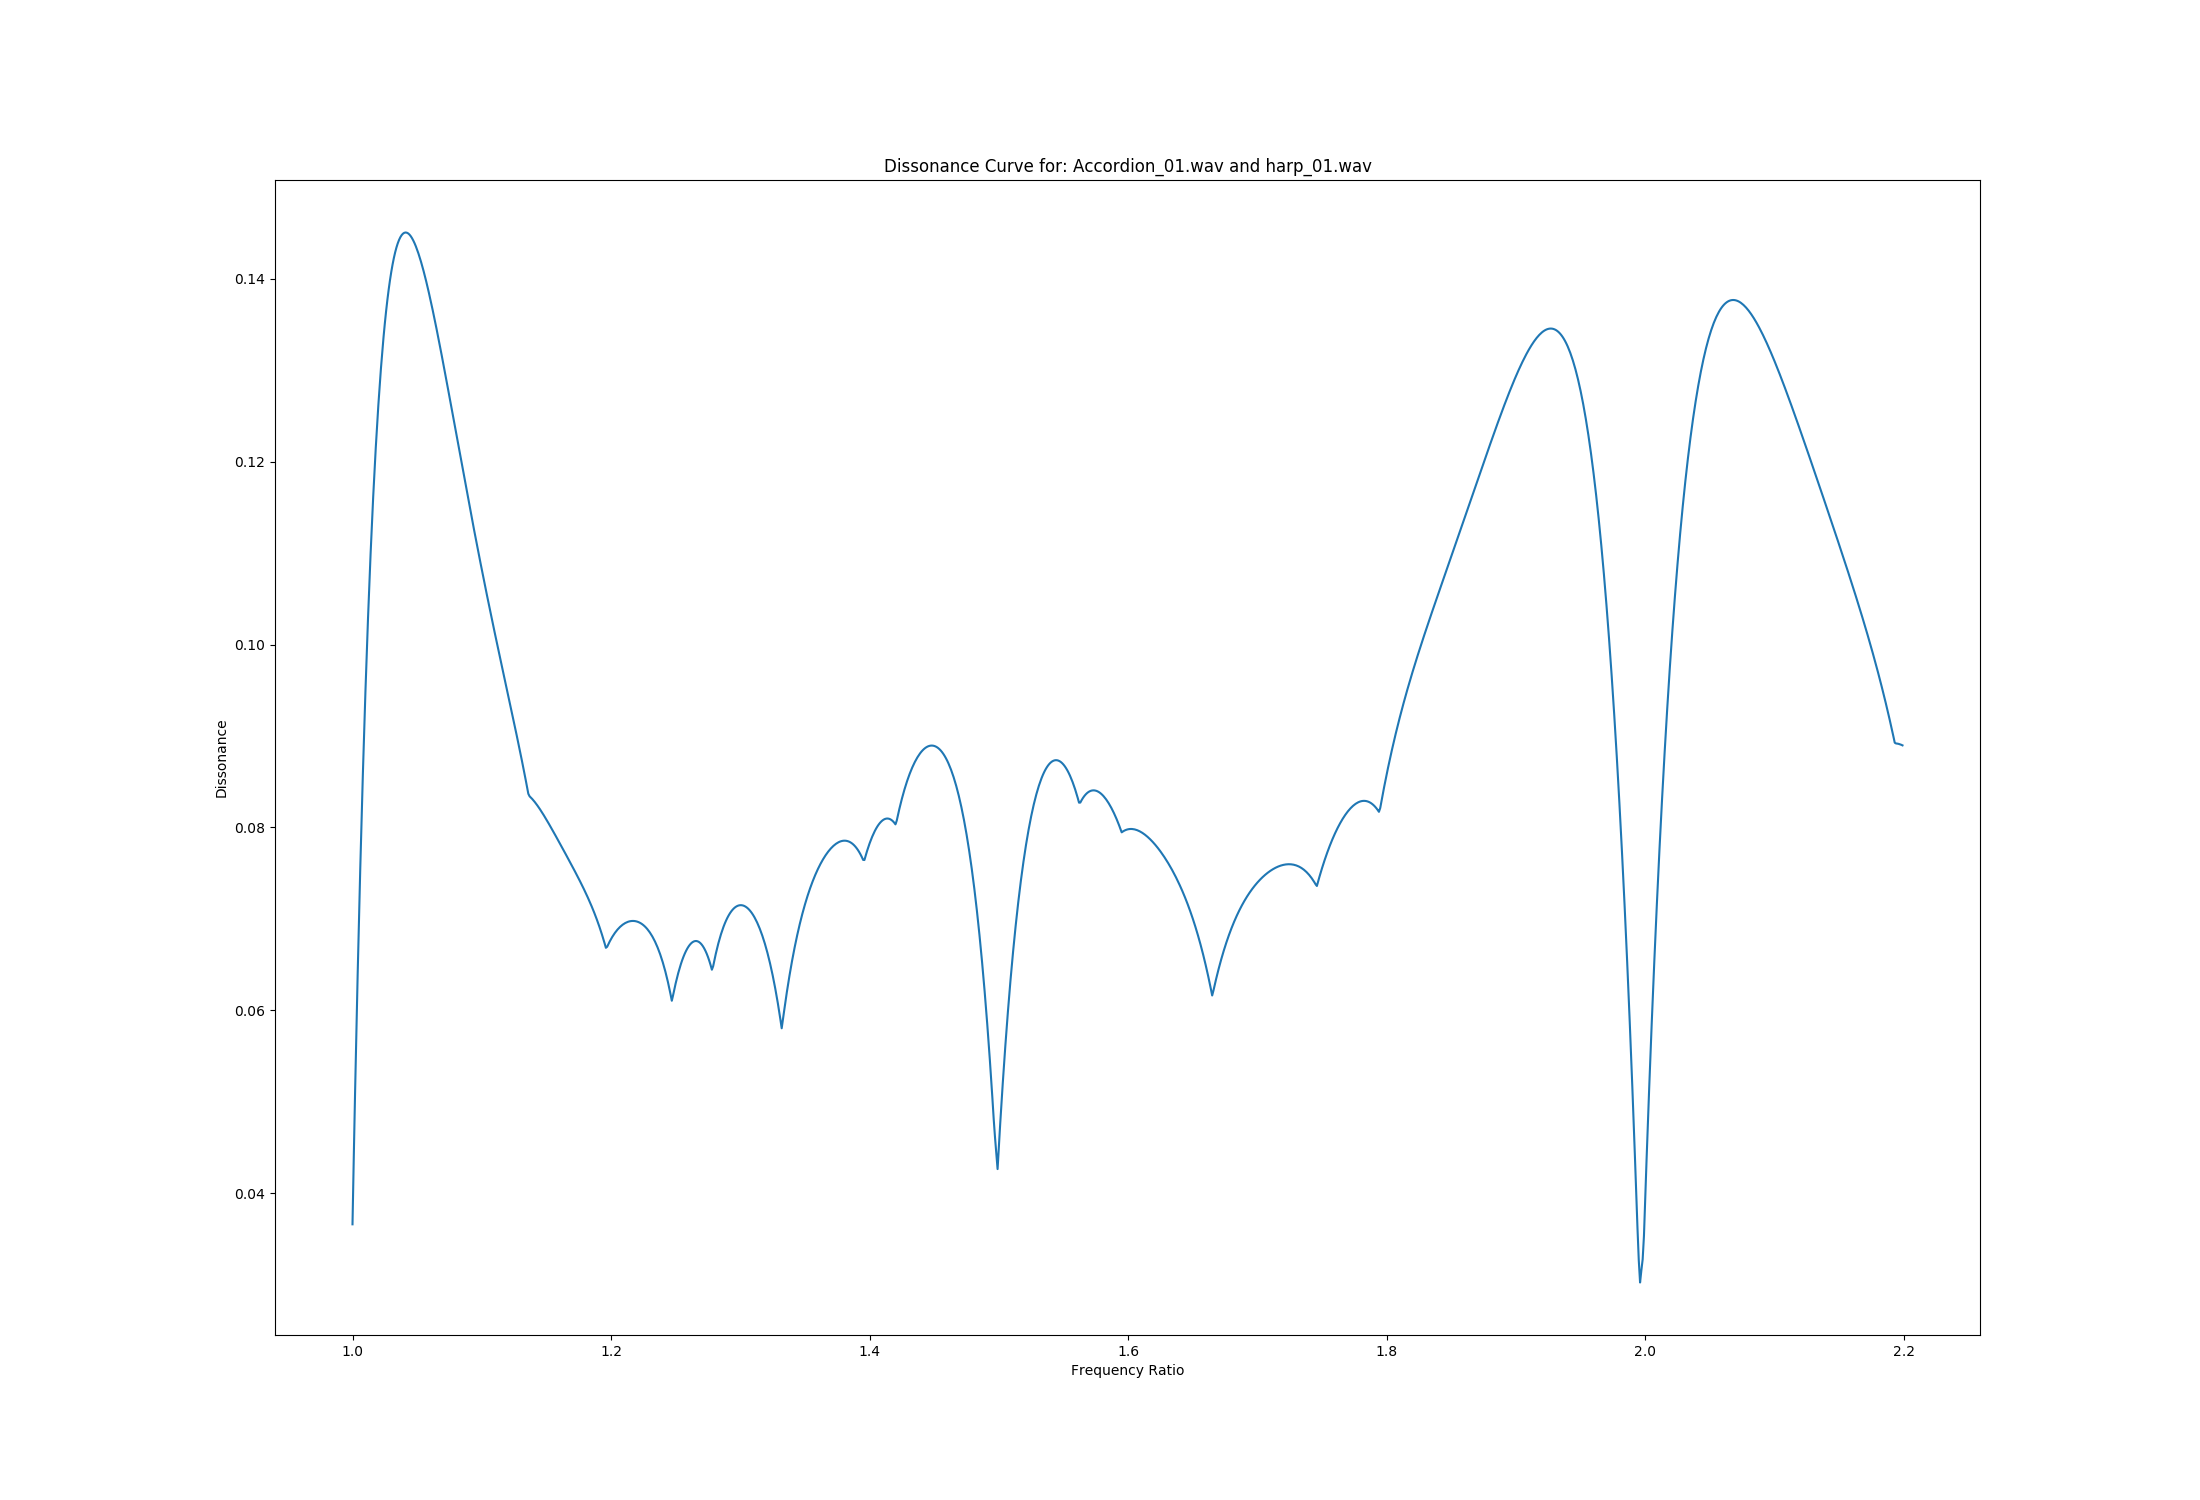 Dissonance Curve for: Accordion_01.wav and harp_01.wav
0.14
0.12
0.10
0.08
0.06
0.04
Dissonance
1.0 1.2 1.4 1.6 1.8 2.0 2.2
Frequency Ratio